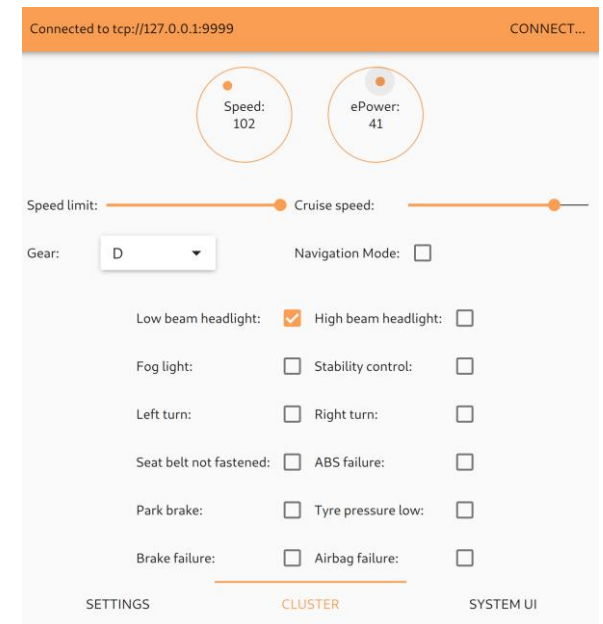 Connected to tcp://127.0.0.1:9999 CONNECT...
Speed: 102
ePower: 41
Speed limit: Cruise speed:
Gear: D Navigation Mode:
Low beam headlight: High beam headlight:
Fog light: Stability control:
Left turn: Right turn:
Seat belt not fastened: ABS failure:
Park brake: Tyre pressure low:
Brake failure: Airbag failure:
SETTINGS CLUSTER SYSTEM UI